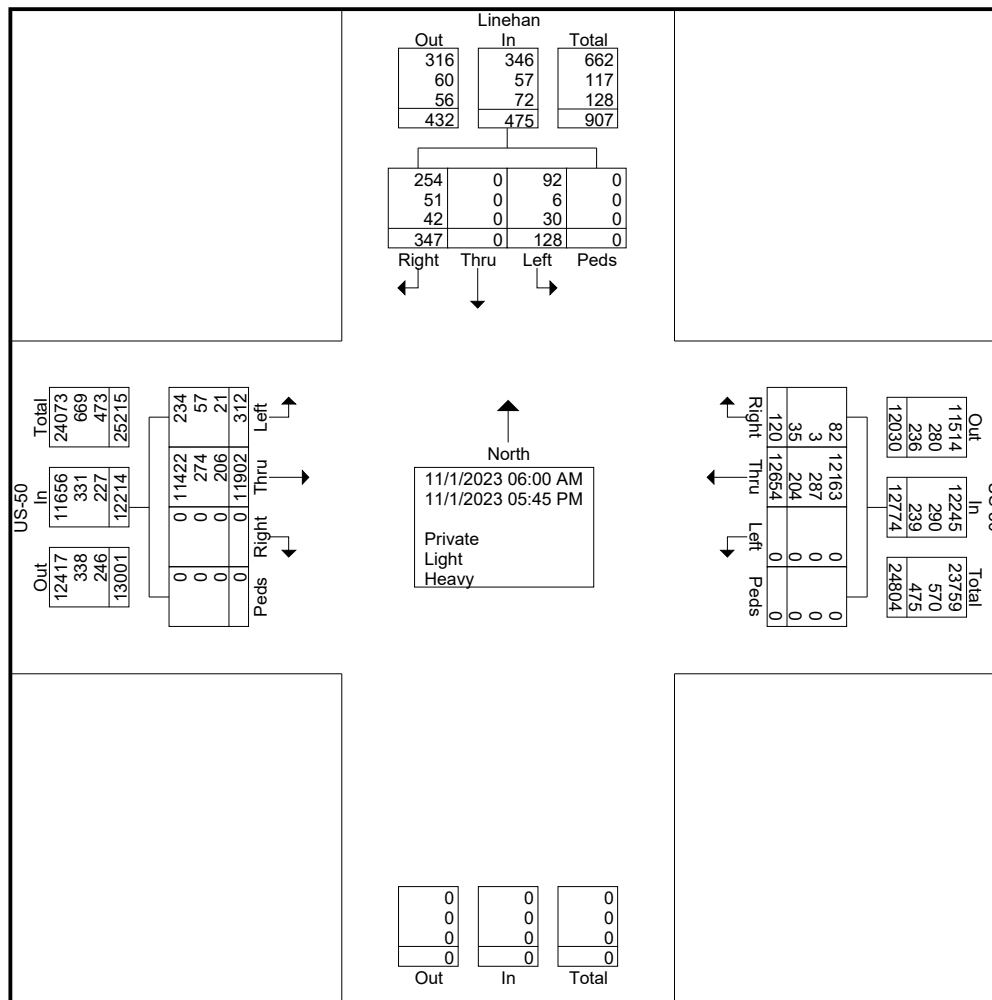 Linehan
Out In Total
316 346 662
60 57 117
56 72 128
432 475 907
254 0 92 0
51 0 6 0
42 0 30 0
347 0 128 0
Right Thru Left Peds
US-50
Total
24073
669
473
25215
In
11656
331
227
12214
Out
12417
338
246
13001
Left
234
57
21
312
Thru
11422
274
206
11902
Right
0
0
0
0
Peds
0
0
0
0
North
11/1/2023 06:00 AM
11/1/2023 05:45 PM
Private
Light
Heavy
Right
82
3
35
120
Thru
12163
287
204
12654
Left
0
0
0
0
Peds
0
0
0
0
Out
11514
280
236
12030
In
12245
290
239
12774
Total
23759
570
475
24804
0 0 0
0 0 0
0 0 0
0 0 0
Out In Total